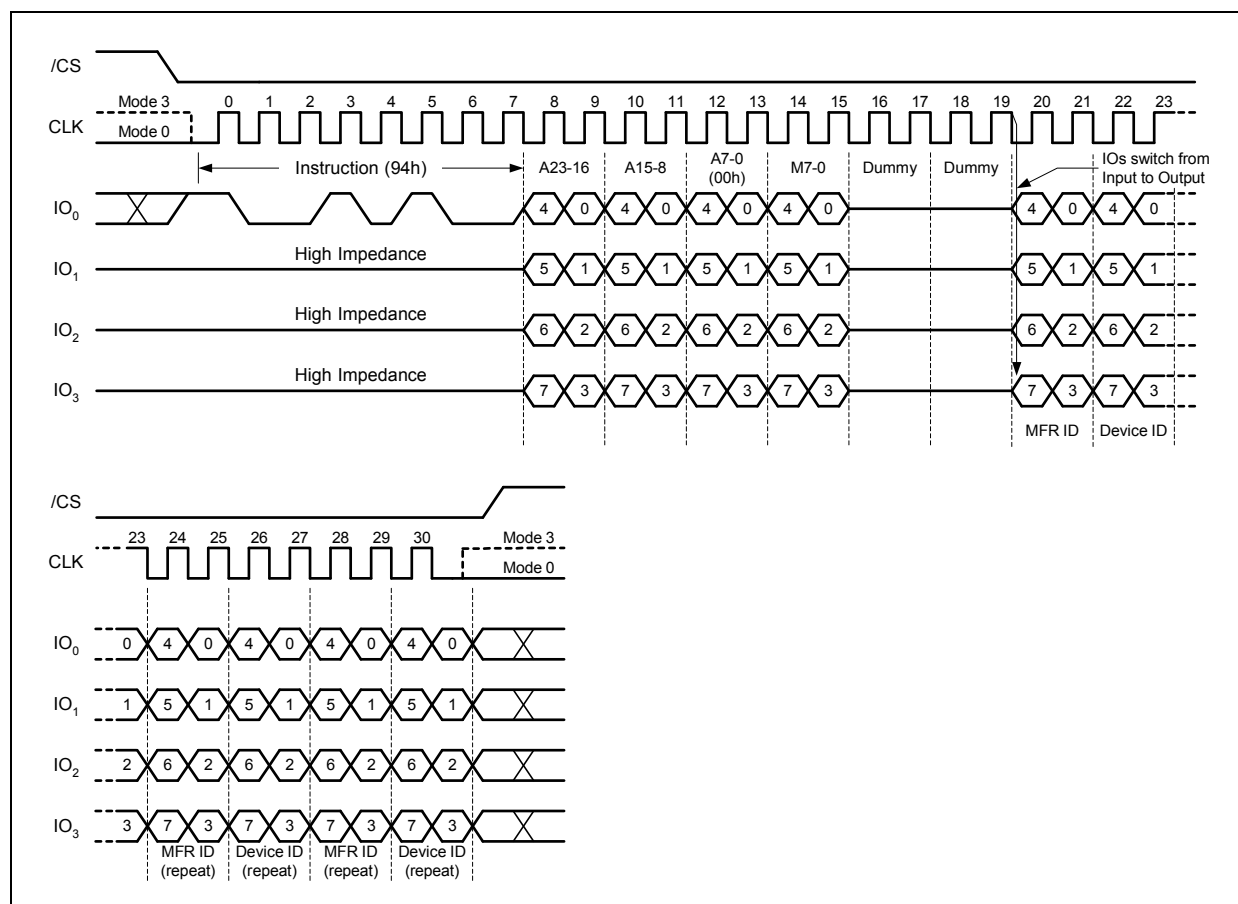 /CS
Mode 3 0 1 2 3 4 5 6 7 8 9 10 11 12 13 14 15 16 17 18 19 20 21 22 23
CLK
Mode 0
Instruction (94h) A23-16 A15-8 A7-0 (00h) M7-0 Dummy Dummy IOs switch from Input to Output
IO0 4 0 4 0 4 0 4 0 4 0 4 0
High Impedance
IO1 5 1 5 1 5 1 5 1 5 1 5 1
High Impedance
IO2 6 2 6 2 6 2 6 2 6 2 6 2
High Impedance
IO3 7 3 7 3 7 3 7 3 7 3 7 3
MFR ID Device ID
/CS
23 24 25 26 27 28 29 30 Mode 3
CLK
Mode 0
IO0 0 4 0 4 0 4 0 4 0
IO1 1 5 1 5 1 5 1 5 1
IO2 2 6 2 6 2 6 2 6 2
IO3 3 7 3 7 3 7 3 7 3
MFR ID (repeat) Device ID (repeat) MFR ID (repeat) Device ID (repeat)